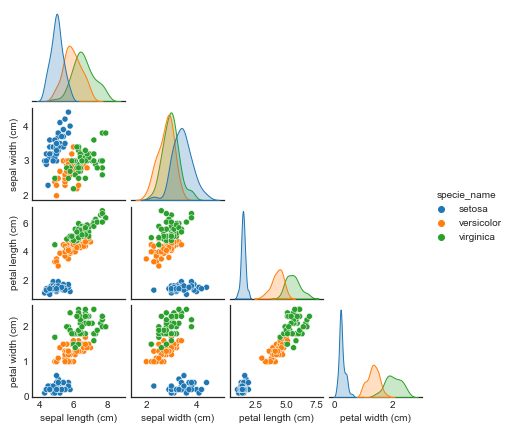 sepal width (cm)
4
3
2
petal length (cm)
6
4
2
petal width (cm)
2
1
0
4
6
8
sepal length (cm)
2
4
sepal width (cm)
2.5
5.0
7.5
petal length (cm)
0
2
petal width (cm)
specie_name
setosa
versicolor
virginica